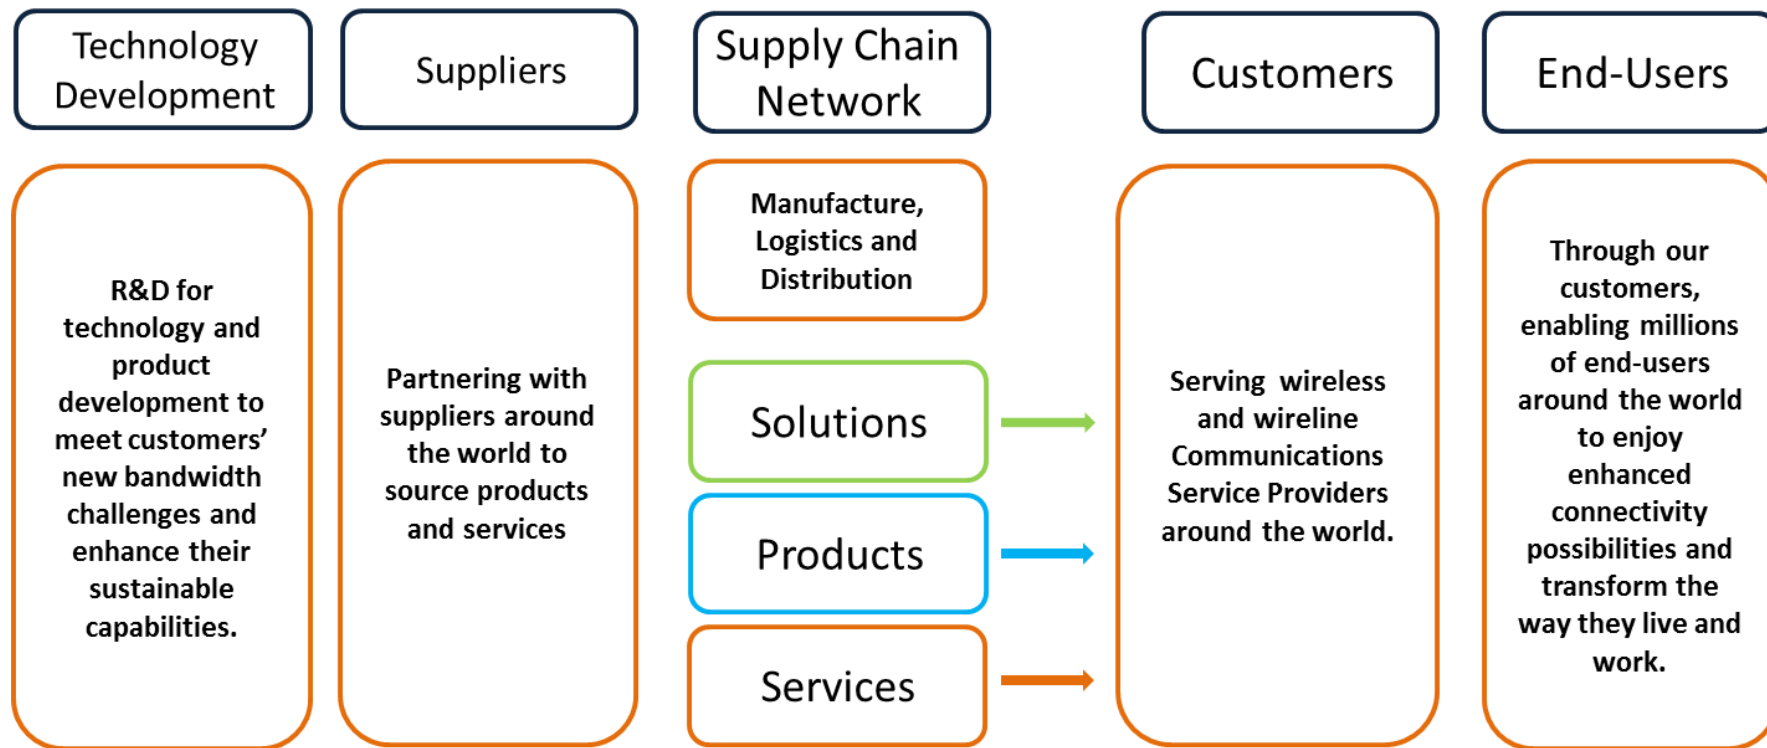 Technology
Development
Suppliers
Supply Chain
Network
Customers
End-Users
R&D for
technology and
product
development to
meet customers’
new bandwidth
challenges and
enhance their
sustainable
capabilities.
Partnering with
suppliers around
the world to
source products
and services
Manufacture,
Logistics and
Distribution
Solutions
Products
Services
Serving wireless
and wireline
Communications
Service Providers
around the world.
Through our
customers,
enabling millions
of end-users
around the world
to enjoy
enhanced
connectivity
possibilities and
transform the
way they live and
work.